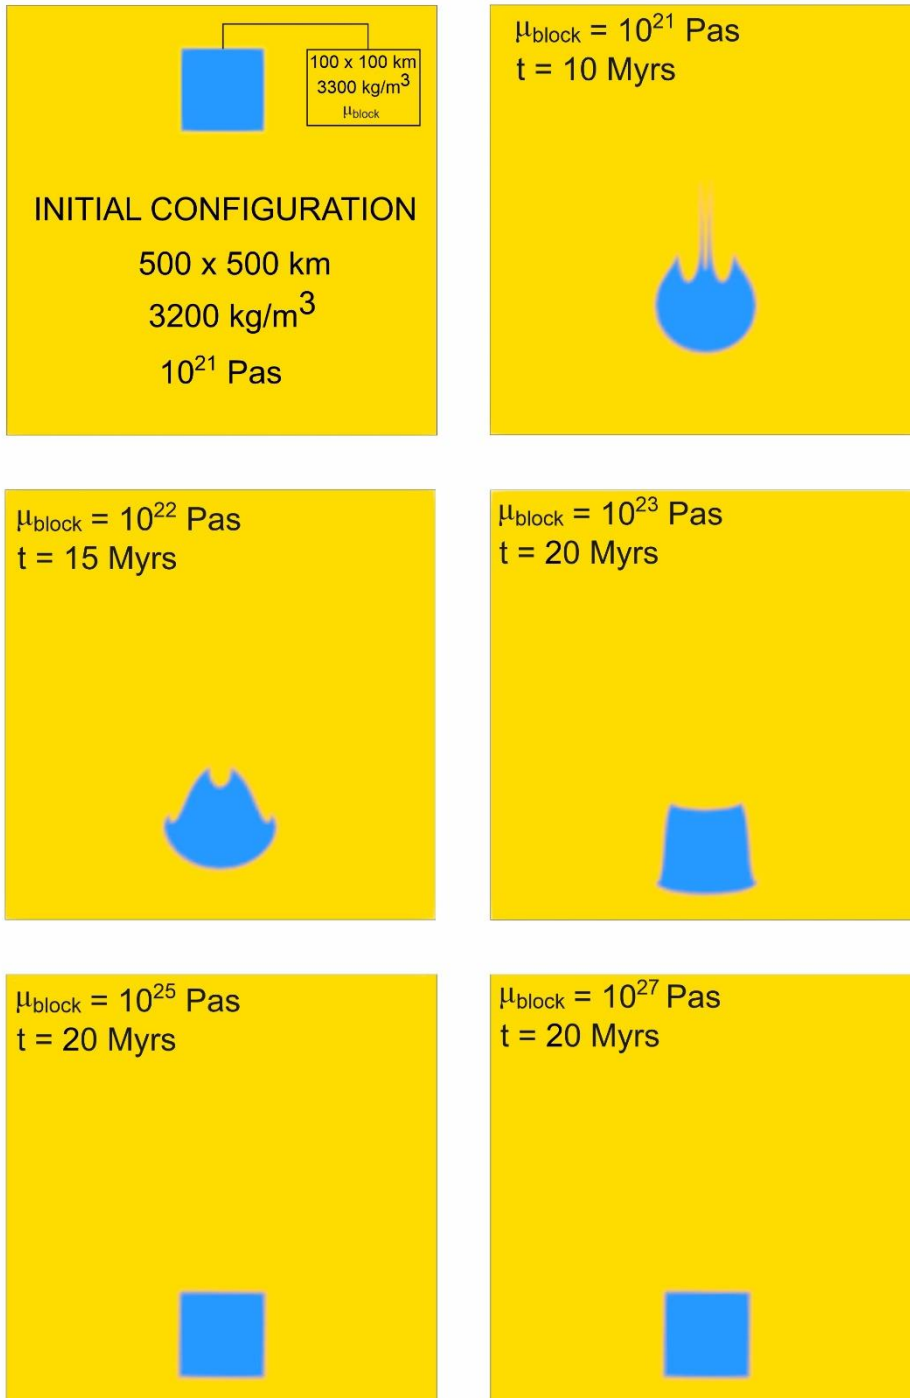 100 x 100 km
3300 kg/m³
μblock
INITIAL CONFIGURATION
500 x 500 km
3200 kg/m³
10²¹ Pas
μblock = 10²¹ Pas
t = 10 Myrs
μblock = 10²² Pas
t = 15 Myrs
μblock = 10²³ Pas
t = 20 Myrs
μblock = 10²⁵ Pas
t = 20 Myrs
μblock = 10²⁷ Pas
t = 20 Myrs